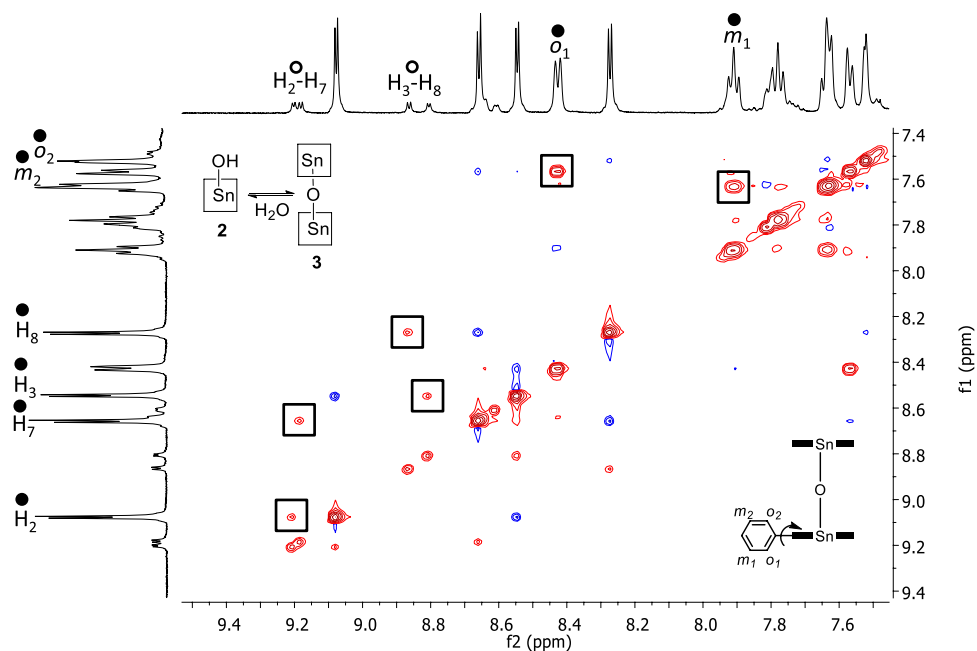 H2-H7
H3-H8
o1
m1
o2
m2
H8
H3
H7
H2
OH
Sn
2
H2O
Sn
O
Sn
3
Sn
O
Sn
m2 o2
m1 o1
7.4
7.6
7.8
8.0
8.2
8.4
8.6
8.8
9.0
9.2
9.4
f1 (ppm)
9.4 9.2 9.0 8.8 8.6 8.4 8.2 8.0 7.8 7.6
f2 (ppm)